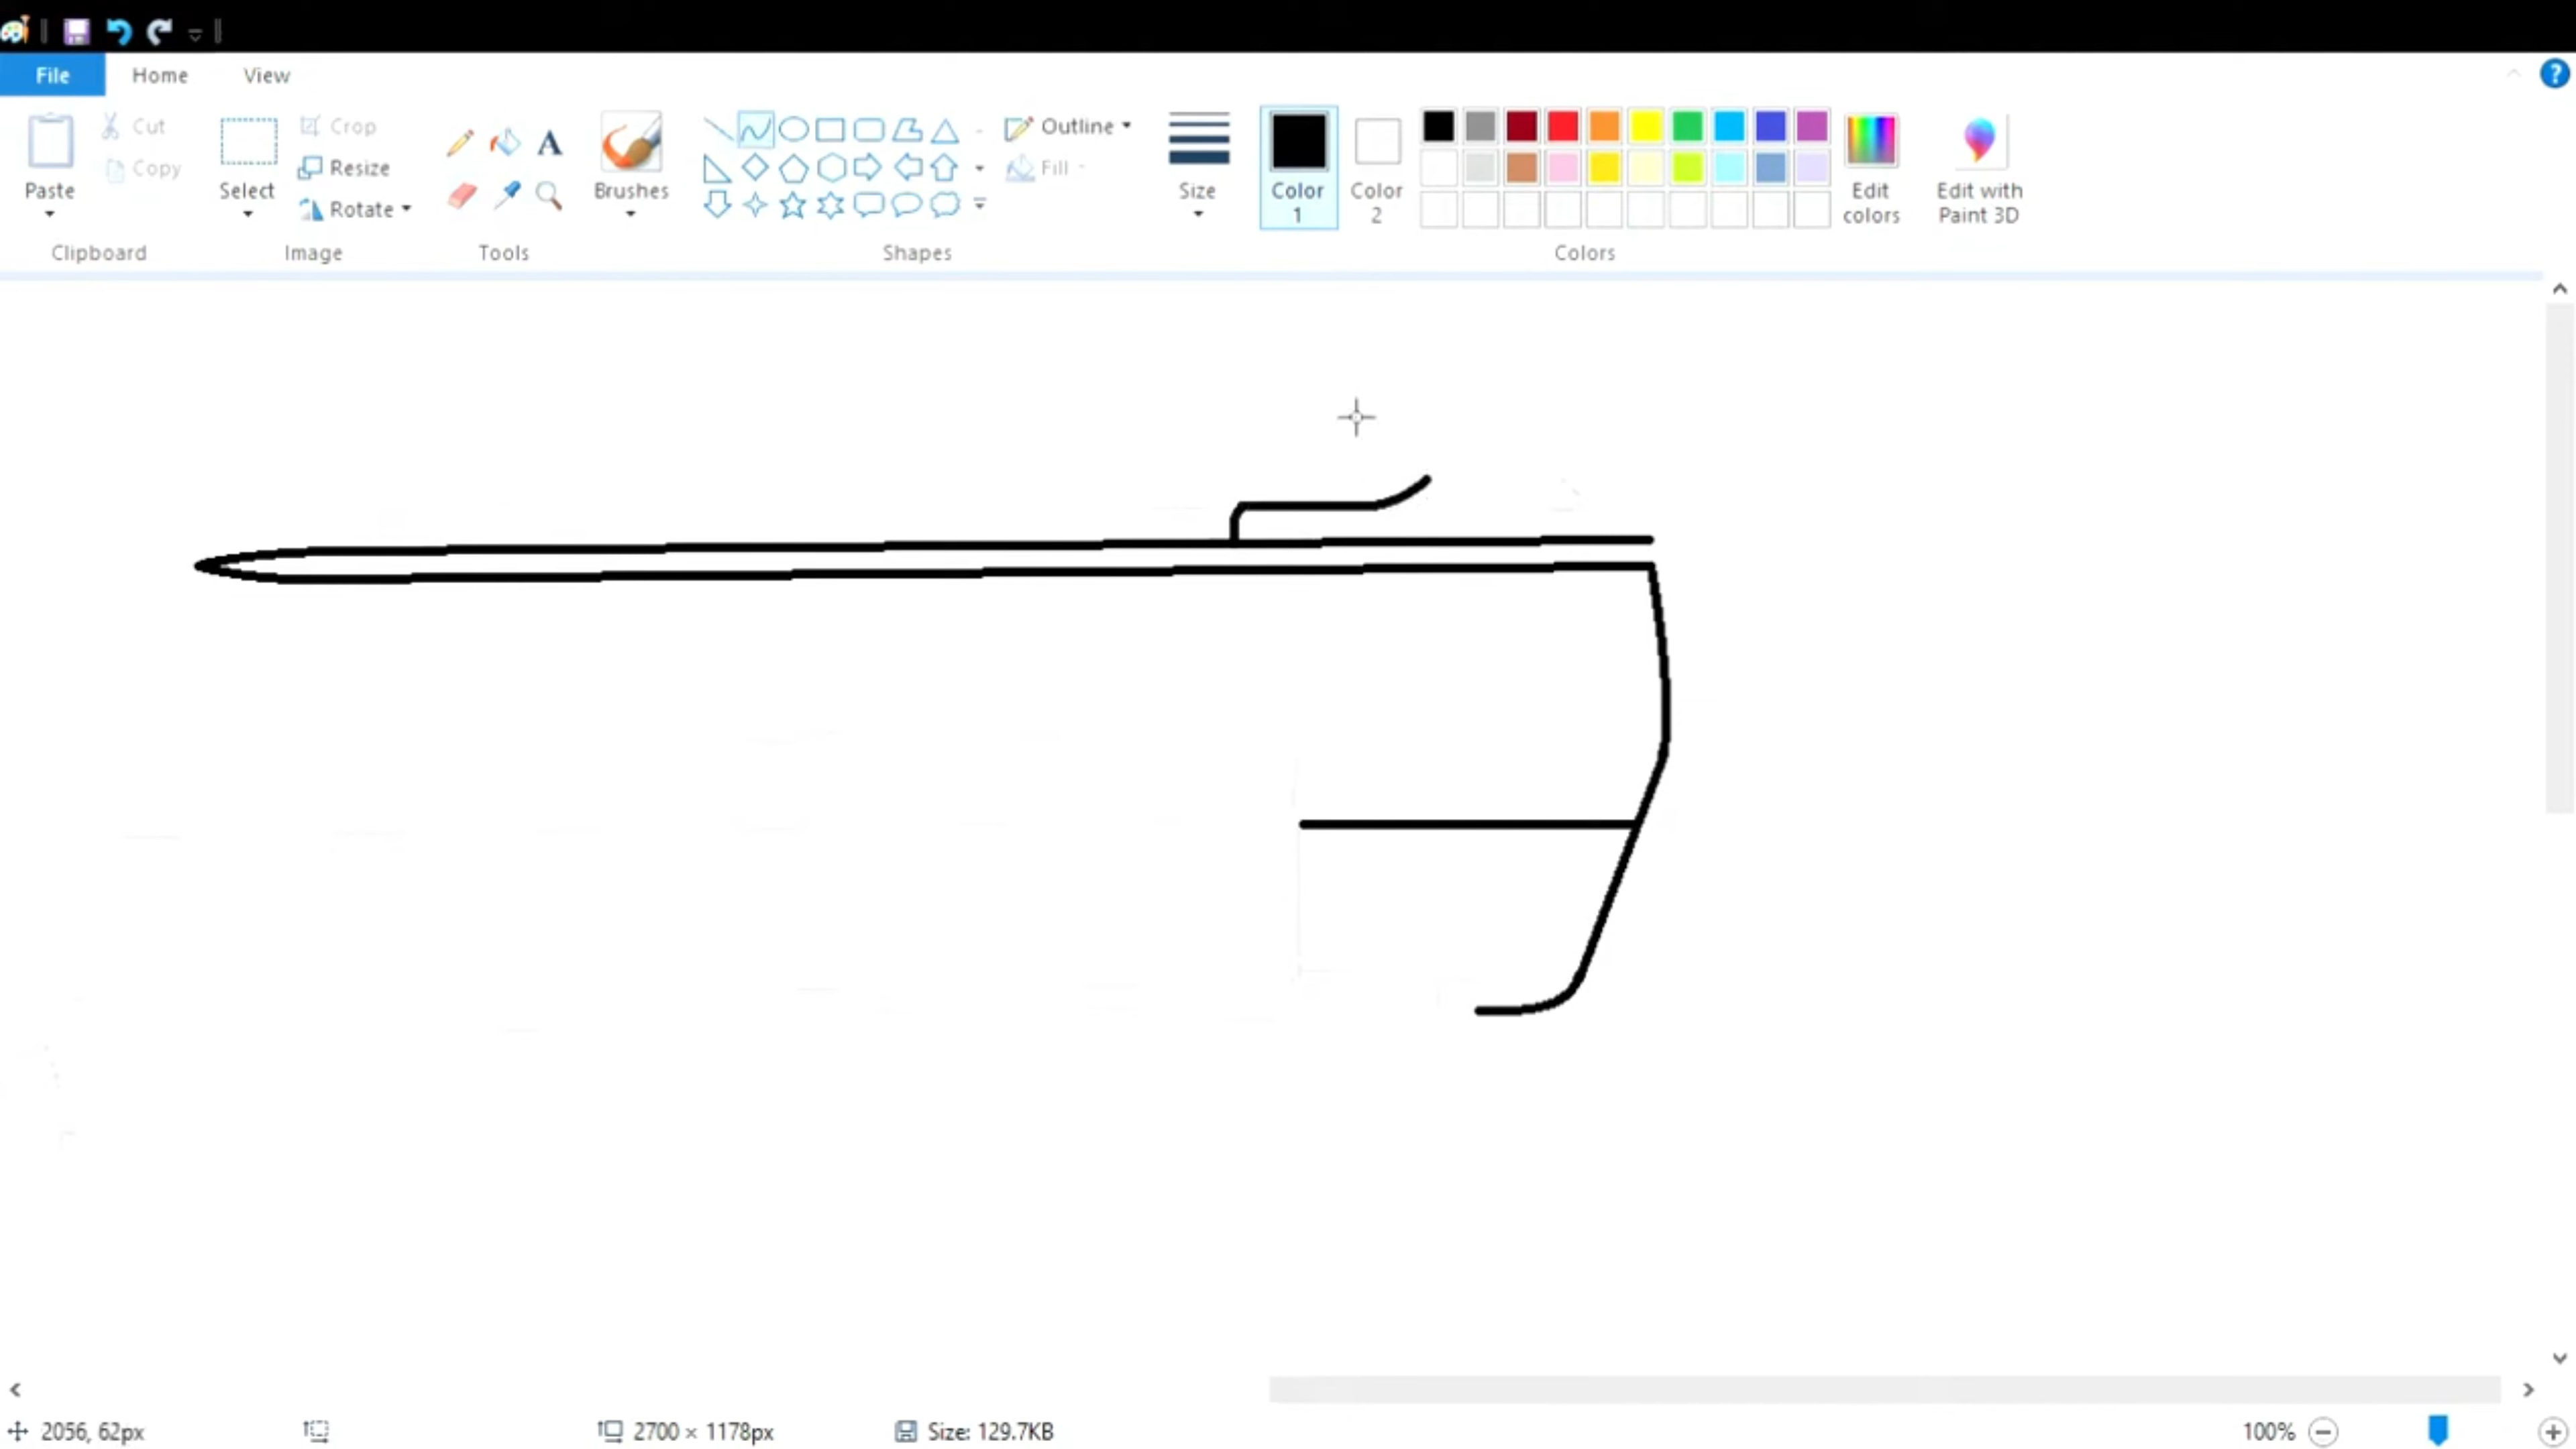 File Home View
Paste Cut Copy Select Crop Resize Rotate A Brushes Outline Fill Size Color 1 Color 2 Edit colors Edit with Paint 3D
Clipboard Image Tools Shapes Colors
2056, 62px 2700 × 1178px Size: 129.7KB 100%